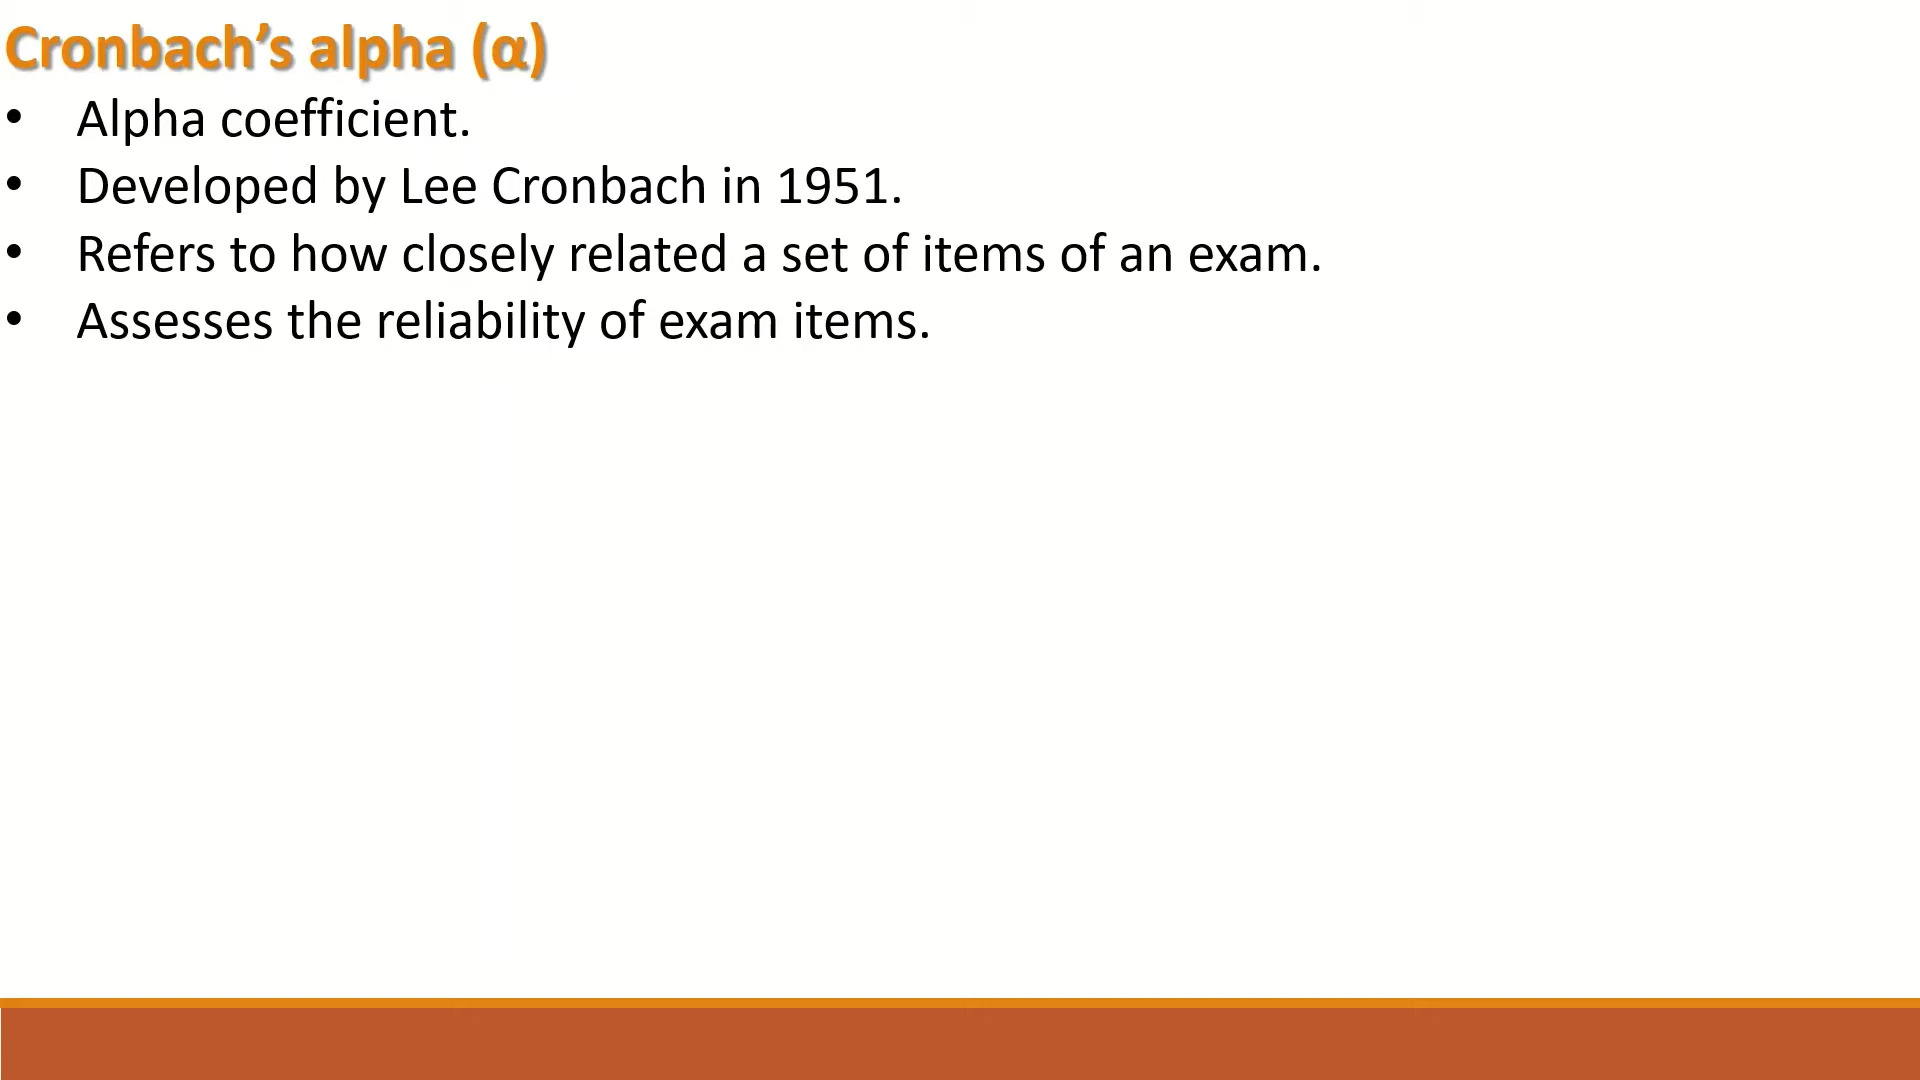 Cronbach’s alpha (α)
• Alpha coefficient.
• Developed by Lee Cronbach in 1951.
• Refers to how closely related a set of items of an exam.
• Assesses the reliability of exam items.